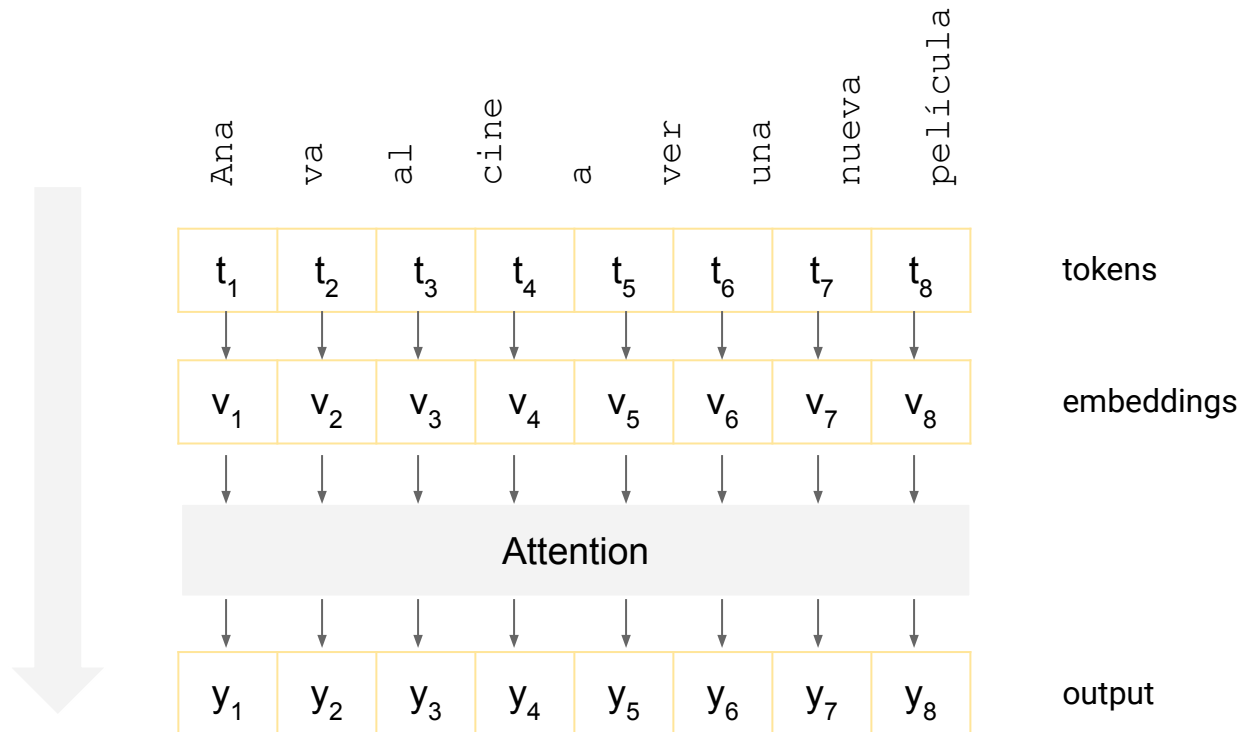 Ana va al cine a ver una nueva película
t1 t2 t3 t4 t5 t6 t7 t8 tokens
v1 v2 v3 v4 v5 v6 v7 v8 embeddings
Attention
y1 y2 y3 y4 y5 y6 y7 y8 output